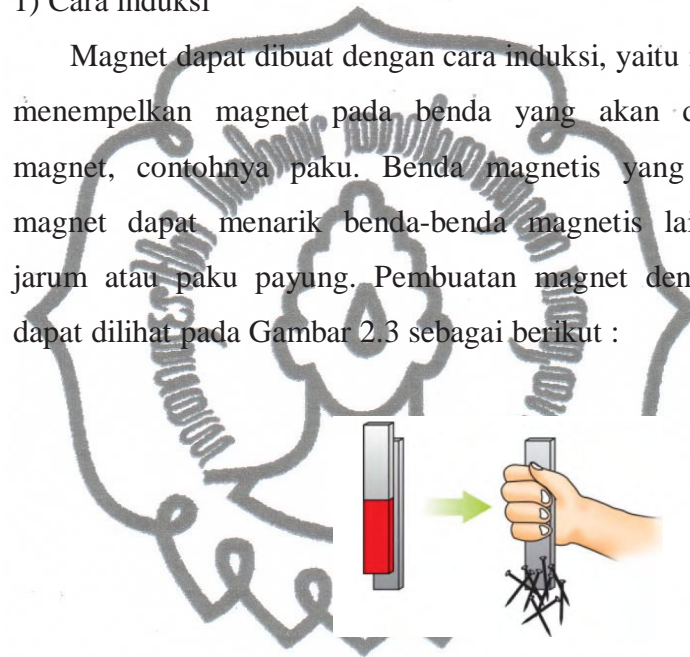 1) Cara induksi
Magnet dapat dibuat dengan cara induksi, yaitu
menempelkan magnet pada benda yang akan
magnet, contohnya paku. Benda magnetis yang
magnet dapat menarik benda-benda magnetis
jarum atau paku payung. Pembuatan magnet
dapat dilihat pada Gambar 2.3 sebagai berikut :